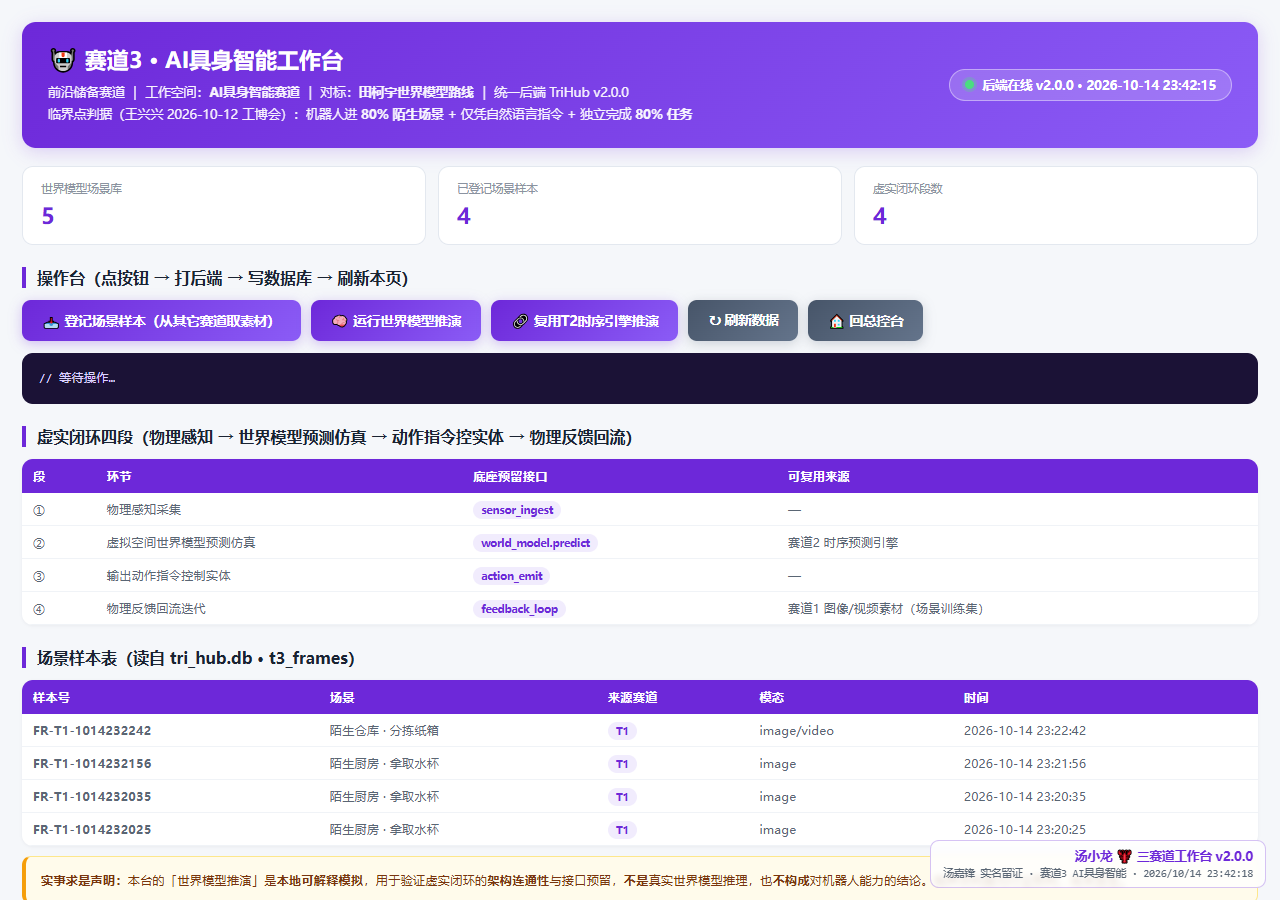 赛道3 • AI具身智能工作台
前沿储备赛道 | 工作空间：AI具身智能赛道 | 对标：田柯宇世界模型路线 | 统一后端 TriHub v2.0.0
临界点判据（王兴兴 2026-10-12 工博会）：机器人进 80% 陌生场景 + 仅凭自然语言指令 + 独立完成 80% 任务
后端在线 v2.0.0 • 2026-10-14 23:42:15
世界模型场景库
5
已登记场景样本
4
虚实闭环段数
4
操作台（点按钮 → 打后端 → 写数据库 → 刷新本页）
登记场景样本（从其它赛道取素材）
运行世界模型推演
复用T2时序引擎推演
↻ 刷新数据
回总控台
// 等待操作…
虚实闭环四段（物理感知 → 世界模型预测仿真 → 动作指令控实体 → 物理反馈回流）
段 环节 底座预留接口 可复用来源
① 物理感知采集 sensor_ingest —
② 虚拟空间世界模型预测仿真 world_model.predict 赛道2 时序预测引擎
③ 输出动作指令控制实体 action_emit —
④ 物理反馈回流迭代 feedback_loop 赛道1 图像/视频素材（场景训练集）
场景样本表（读自 tri_hub.db • t3_frames）
样本号 场景 来源赛道 模态 时间
FR-T1-1014232242 陌生仓库 · 分拣纸箱 T1 image/video 2026-10-14 23:22:42
FR-T1-1014232156 陌生厨房 · 拿取水杯 T1 image 2026-10-14 23:21:56
FR-T1-1014232035 陌生厨房 · 拿取水杯 T1 image 2026-10-14 23:20:35
FR-T1-1014232025 陌生厨房 · 拿取水杯 T1 image 2026-10-14 23:20:25
实事求是声明：本台的「世界模型推演」是本地可解释模拟，用于验证虚实闭环的架构连通性与接口预留，不是真实世界模型推理，也不构成对机器人能力的结论。
汤小龙 三赛道工作台 v2.0.0
汤嘉锋 实名留证 · 赛道3 AI具身智能 · 2026/10/14 23:42:18